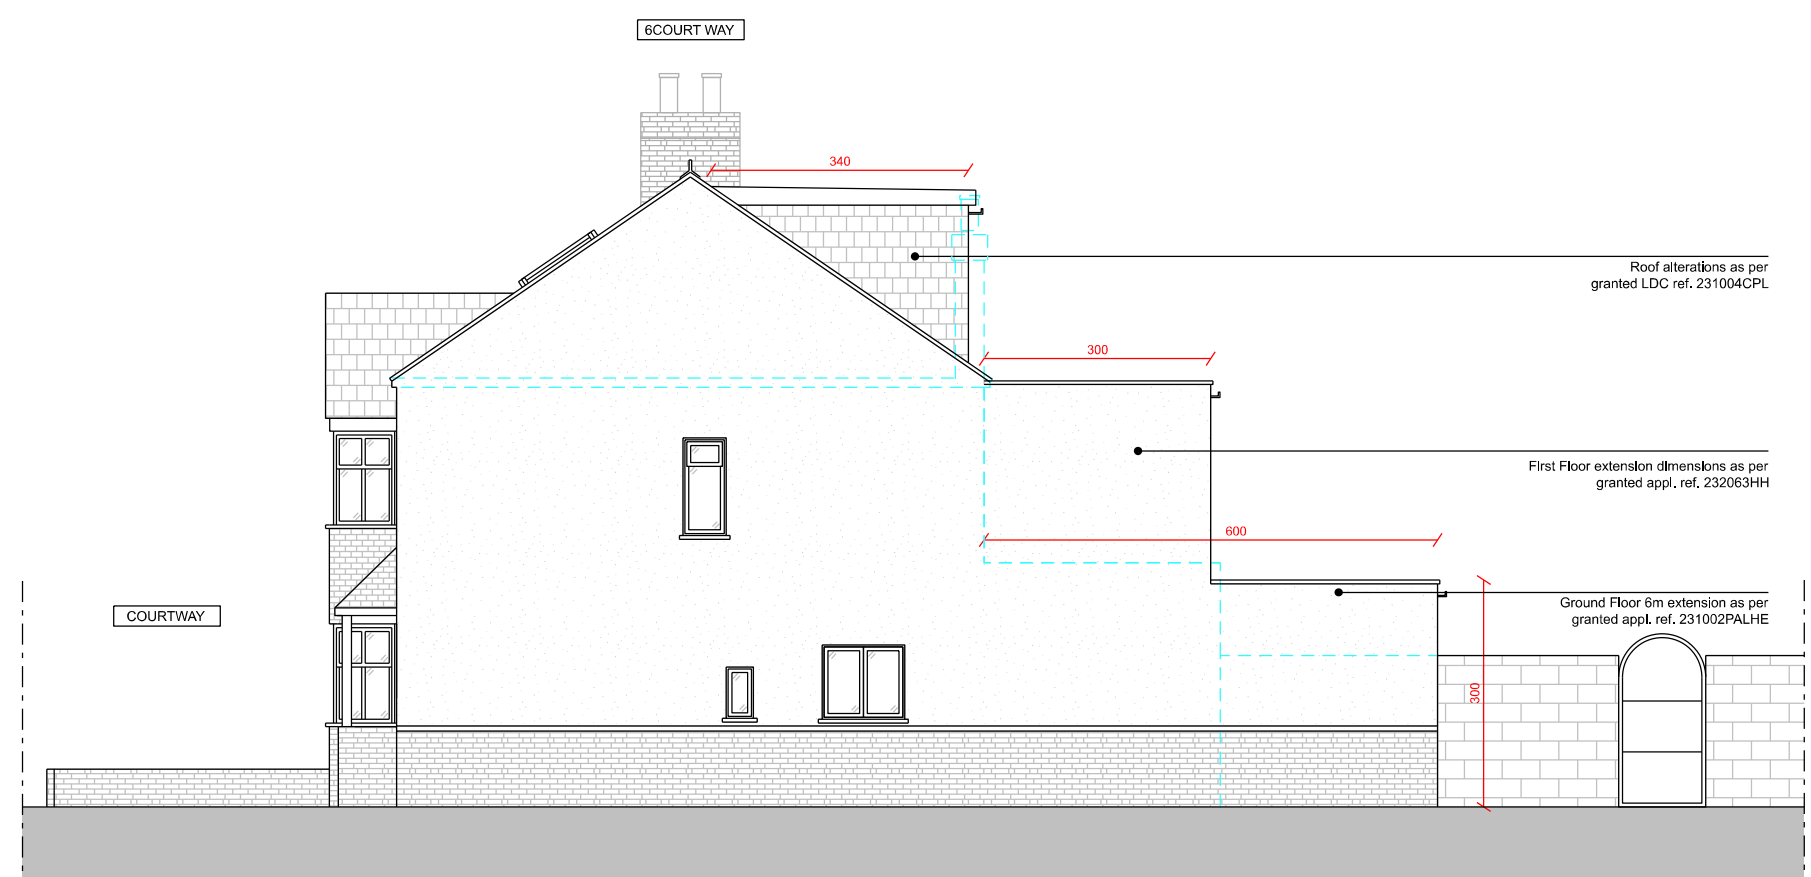 6COURT WAY
340
Roof alterations as per
granted LDC ref. 231004CPL
300
First Floor extension dimensions as per
granted appl. ref. 232063HH
600
COURTWAY
Ground Floor 6m extension as per
granted appl. ref. 231002PALHE
300